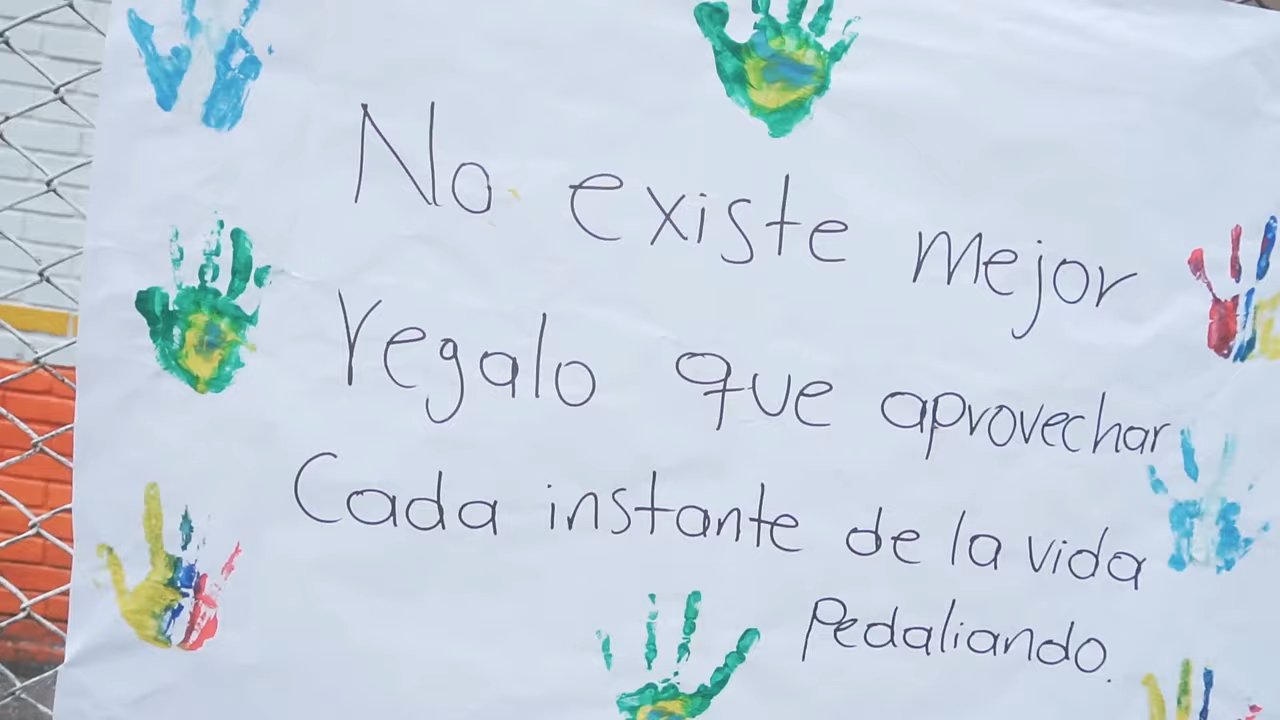 No existe mejor
regalo que aprovechar
Cada instante de la vida
Pedaliando.